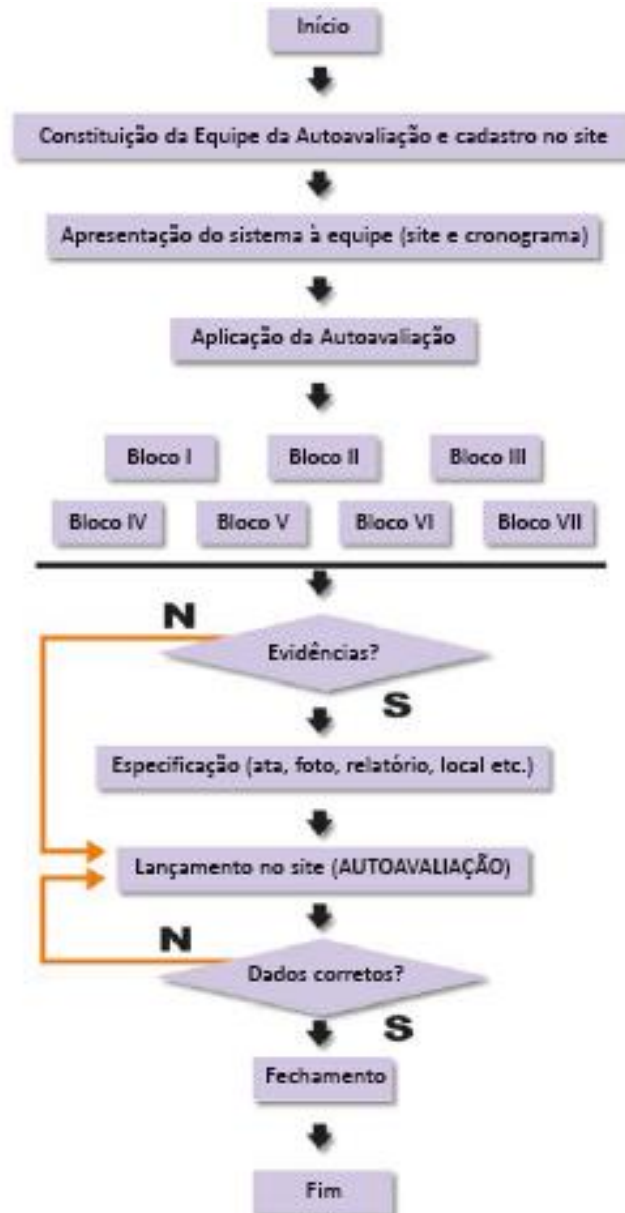 Início
Constituição da Equipe da Autoavaliação e cadastro no site
Apresentação do sistema à equipe (site e cronograma)
Aplicação da Autoavaliação
Bloco I Bloco II Bloco III
Bloco IV Bloco V Bloco VI Bloco VII
N
Evidências?
S
Especificação (ata, foto, relatório, local etc.)
Lançamento no site (AUTOAVALIAÇÃO)
N
Dados corretos?
S
Fechamento
Fim